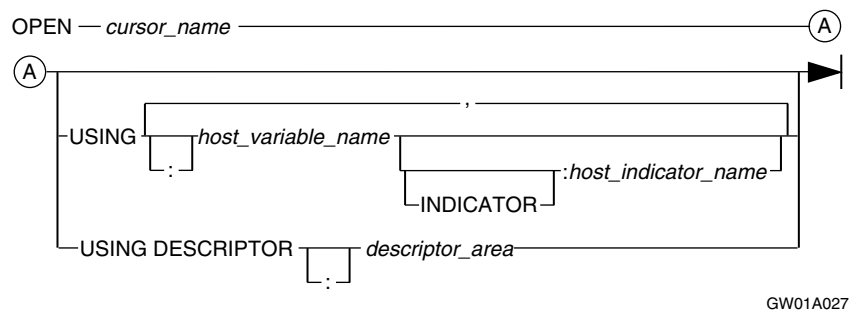 OPEN cursor_name A
A
,
USING host_variable_name
: :host_indicator_name
INDICATOR
USING DESCRIPTOR descriptor_area
:
GW01A027